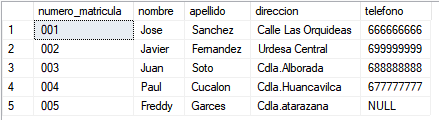 numero_matricula nombre apellido direccion telefono
1 001 Jose Sanchez Calle Las Orquideas 666666666
2 002 Javier Fernandez Urdesa Central 699999999
3 003 Juan Soto Cdla.Alborada 688888888
4 004 Paul Cucalon Cdla.Huancavilca 677777777
5 005 Freddy Garces Cdla.atarazana NULL